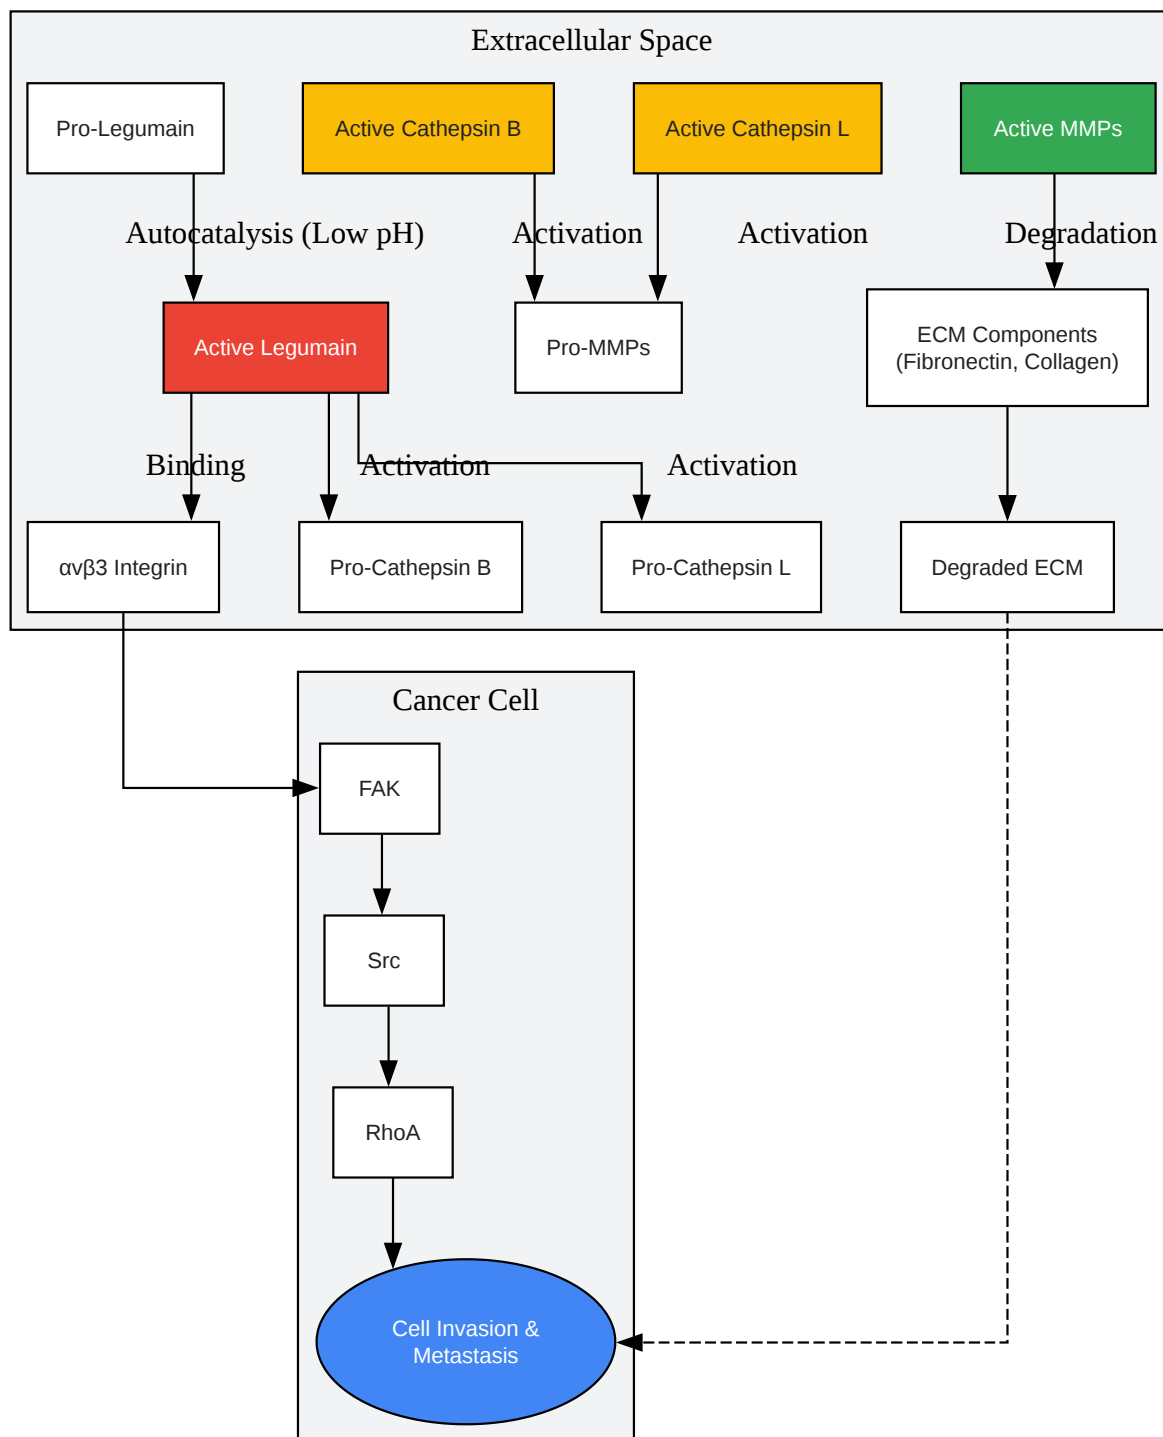 Extracellular Space
Pro-Legumain
Active Cathepsin B
Active Cathepsin L
Active MMPs
Autocatalysis (Low pH)
Activation
Activation
Degradation
Active Legumain
Pro-MMPs
ECM Components
(Fibronectin, Collagen)
Binding
Activation
Activation
αvβ3 Integrin
Pro-Cathepsin B
Pro-Cathepsin L
Degraded ECM
Cancer Cell
FAK
Src
RhoA
Cell Invasion &
Metastasis